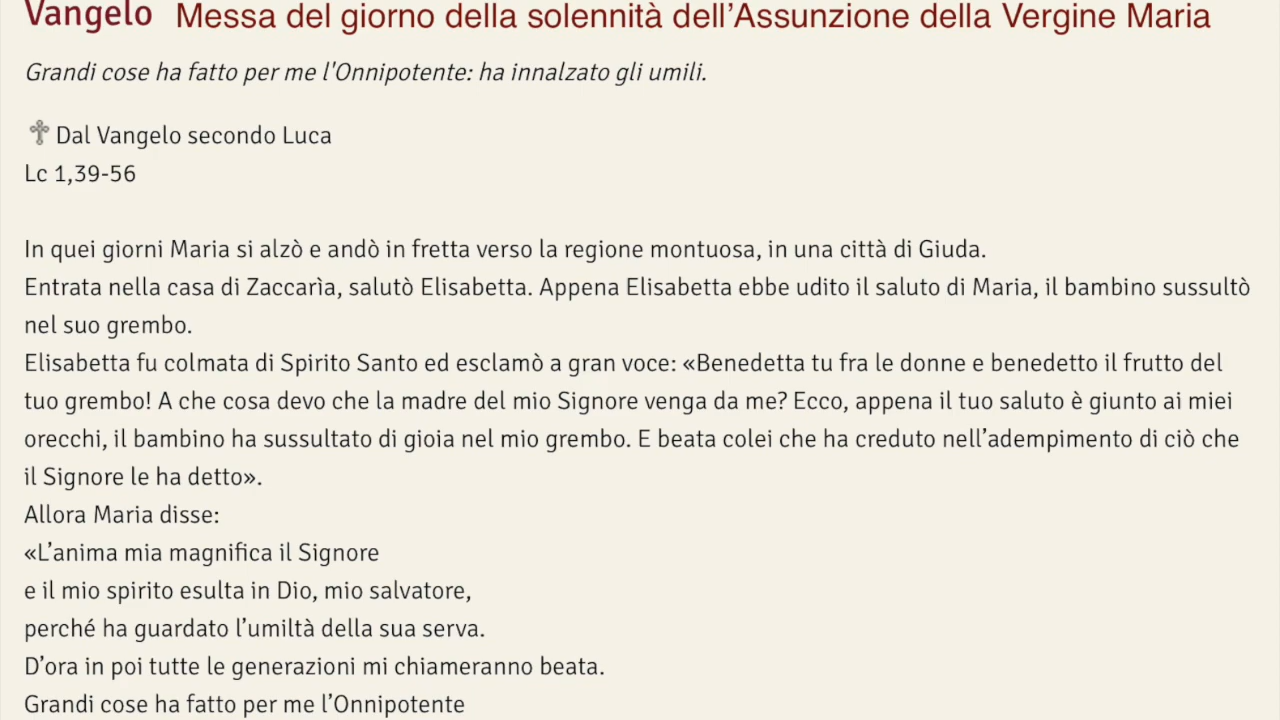 Vangelo Messa del giorno della solennità dell’Assunzione della Vergine Maria
Grandi cose ha fatto per me l'Onnipotente: ha innalzato gli umili.
Dal Vangelo secondo Luca
Lc 1,39-56
In quei giorni Maria si alzò e andò in fretta verso la regione montuosa, in una città di Giuda.
Entrata nella casa di Zaccarìa, salutò Elisabetta. Appena Elisabetta ebbe udito il saluto di Maria, il bambino sussultò
nel suo grembo.
Elisabetta fu colmata di Spirito Santo ed esclamò a gran voce: «Benedetta tu fra le donne e benedetto il frutto del
tuo grembo! A che cosa devo che la madre del mio Signore venga da me? Ecco, appena il tuo saluto è giunto ai miei
orecchi, il bambino ha sussultato di gioia nel mio grembo. E beata colei che ha creduto nell’adempimento di ciò che
il Signore le ha detto».
Allora Maria disse:
«L’anima mia magnifica il Signore
e il mio spirito esulta in Dio, mio salvatore,
perché ha guardato l’umiltà della sua serva.
D’ora in poi tutte le generazioni mi chiameranno beata.
Grandi cose ha fatto per me l’Onnipotente